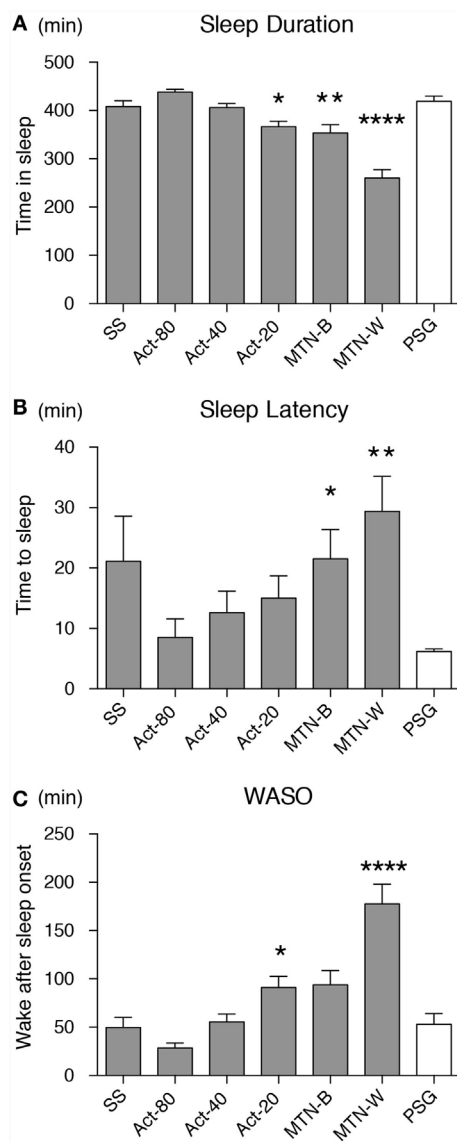 A (min) Sleep Duration
500
400
300
200
100
0
Time in sleep
* ** ****
SS Act-80 Act-40 Act-20 MTN-B MTN-W PSG
B (min) Sleep Latency
40
30
20
10
0
Time to sleep
* **
SS Act-80 Act-40 Act-20 MTN-B MTN-W PSG
C (min) WASO
250
200
150
100
50
0
Wake after sleep onset
* ****
SS Act-80 Act-40 Act-20 MTN-B MTN-W PSG